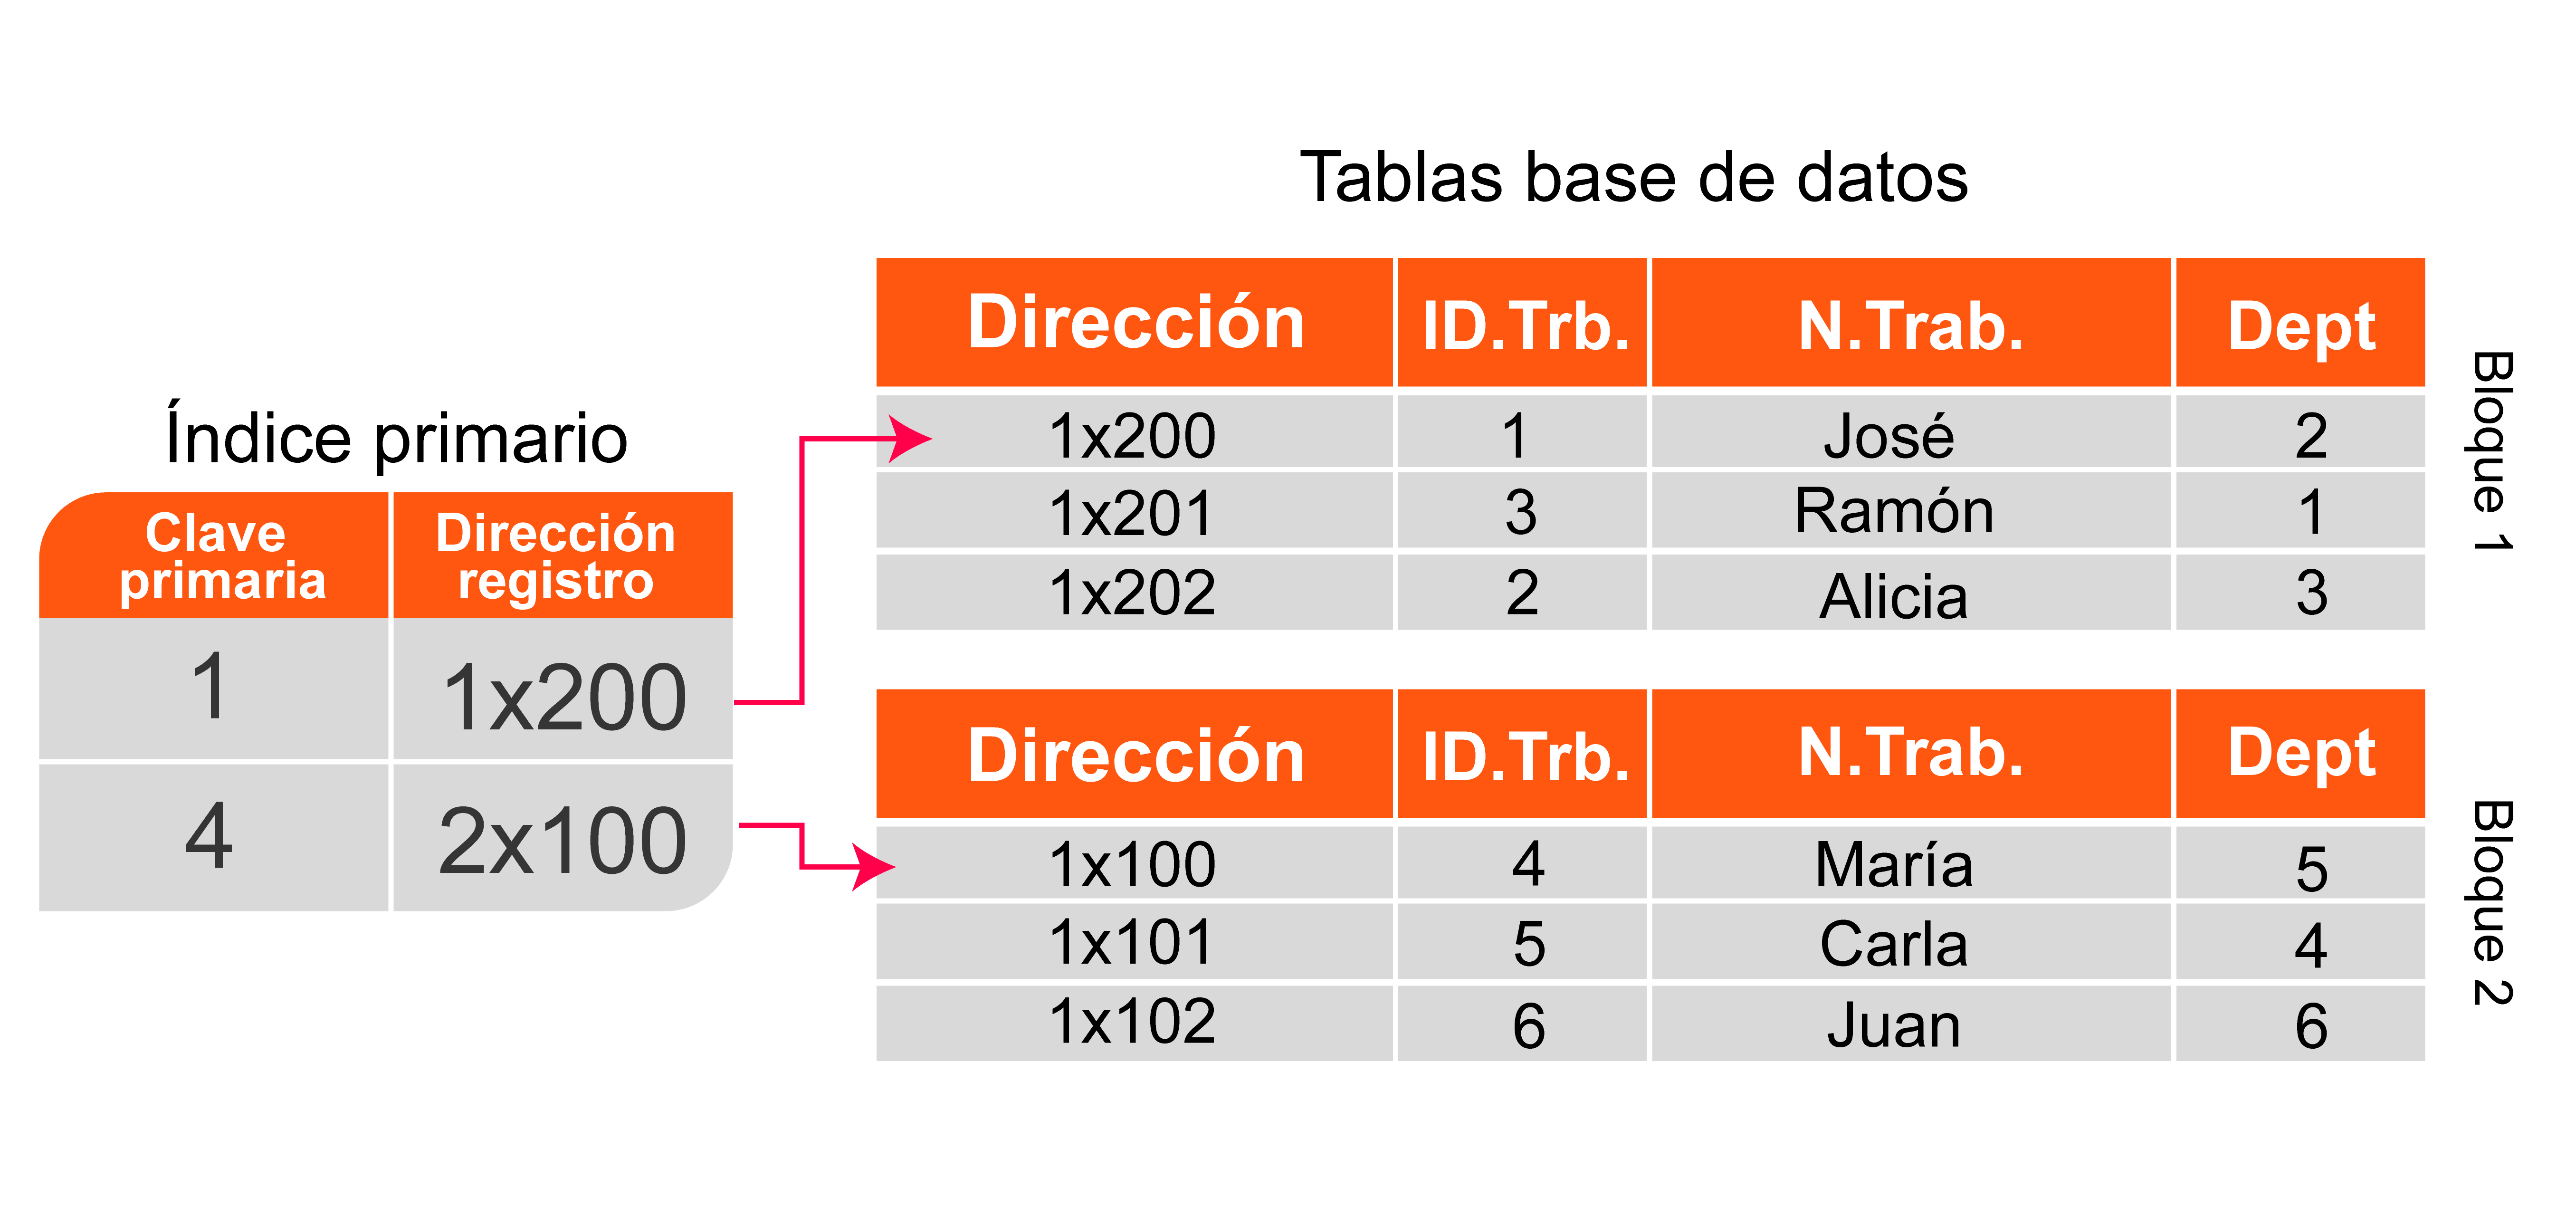 Tablas base de datos
Índice primario
Clave primaria
Dirección registro
1 1x200
4 2x100
Dirección ID.Trb. N.Trab. Dept
1x200 1 José 2
1x201 3 Ramón 1
1x202 2 Alicia 3
Bloque 1
Dirección ID.Trb. N.Trab. Dept
1x100 4 María 5
1x101 5 Carla 4
1x102 6 Juan 6
Bloque 2